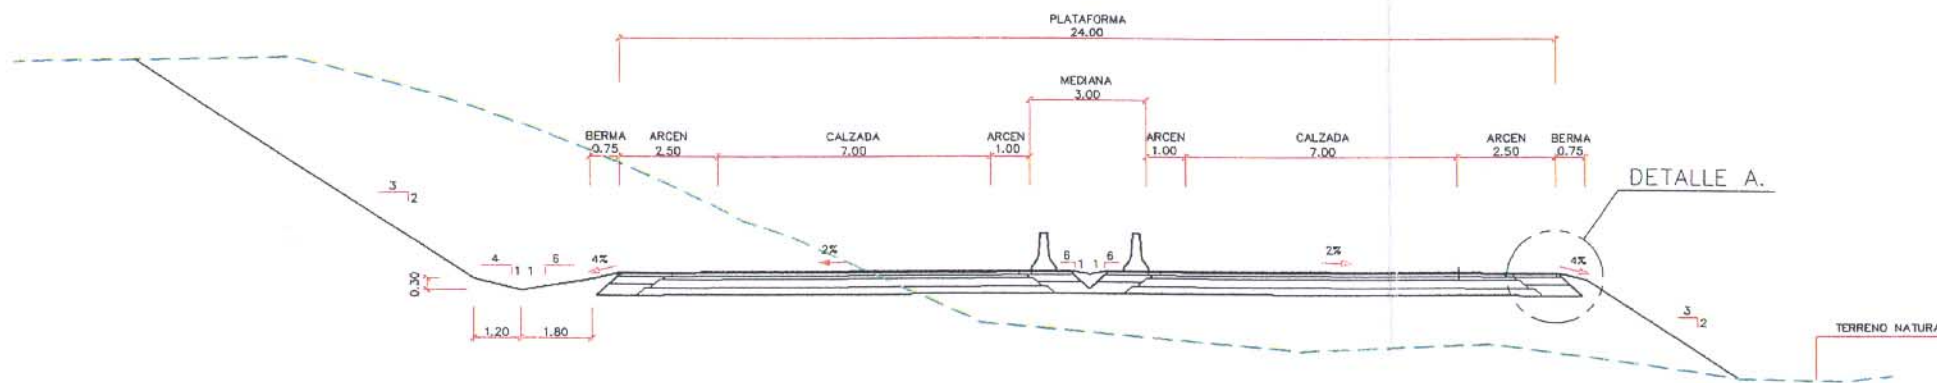 PLATAFORMA
24.00
MEDIANA
3.00
BERMA ARCEN CALZADA ARCEN ARCEN CALZADA ARCEN BERMA
0.75 2.50 7.00 1.00 1.00 7.00 2.50 0.75
DETALLE A.
3
2
2%
6 1 1 6
2%
4 1 1 6
4%
4%
0.30
3
2
1.20 1.80
TERRENO NATURA